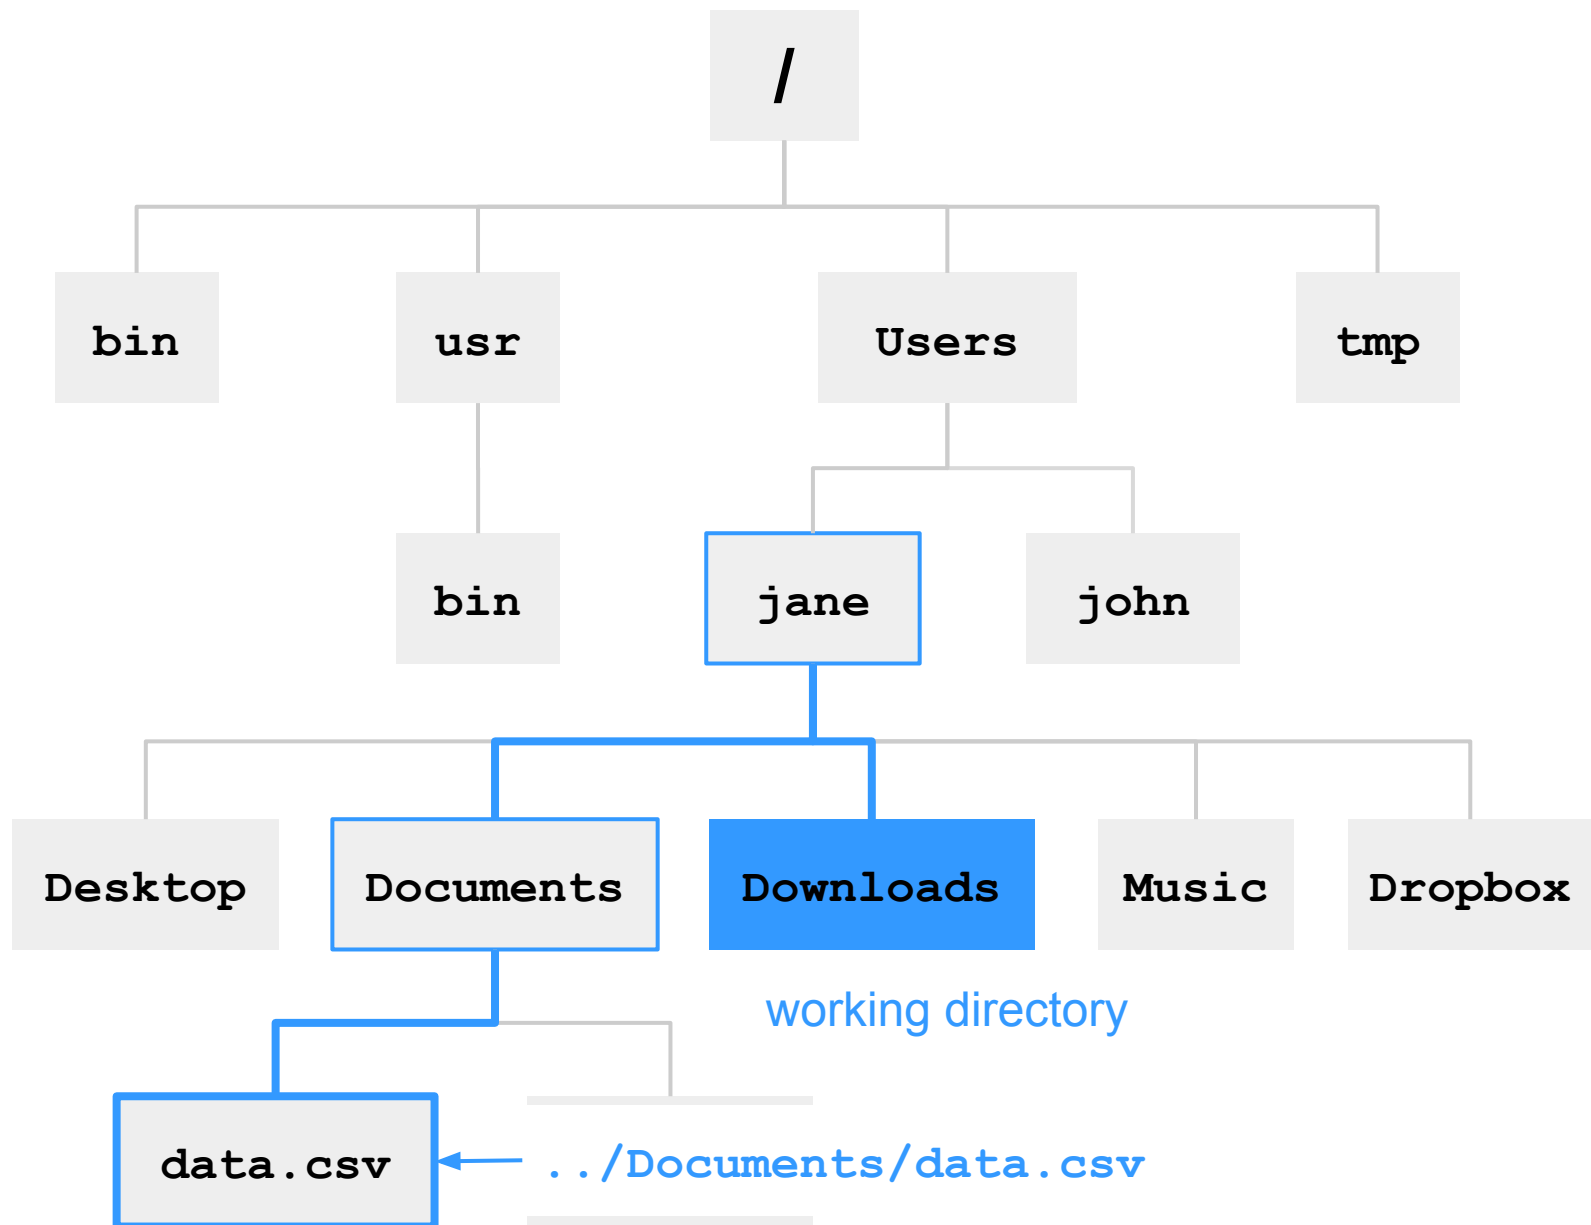 /
bin
usr
Users
tmp
bin
jane
john
Desktop
Documents
Downloads
Music
Dropbox
working directory
data.csv
../Documents/data.csv